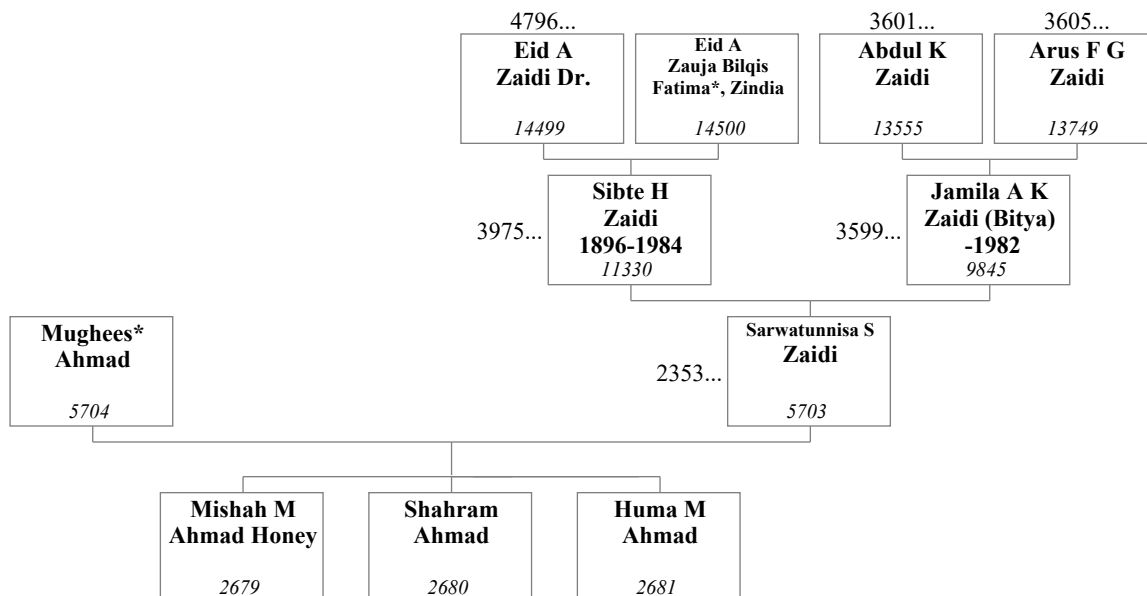 4796...
3601...
3605...
Eid A
Zaidi Dr.
14499
Eid A
Zauja Bilqis
Fatima*, Zindia
14500
Abdul K
Zaidi
13555
Arus F G
Zaidi
13749
3975...
Sibte H
Zaidi
1896-1984
11330
3599...
Jamila A K
Zaidi (Bitya)
-1982
9845
Mughees*
Ahmad
5704
2353...
Sarwatunnisa S
Zaidi
5703
Mishah M
Ahmad Honey
2679
Shahram
Ahmad
2680
Huma M
Ahmad
2681